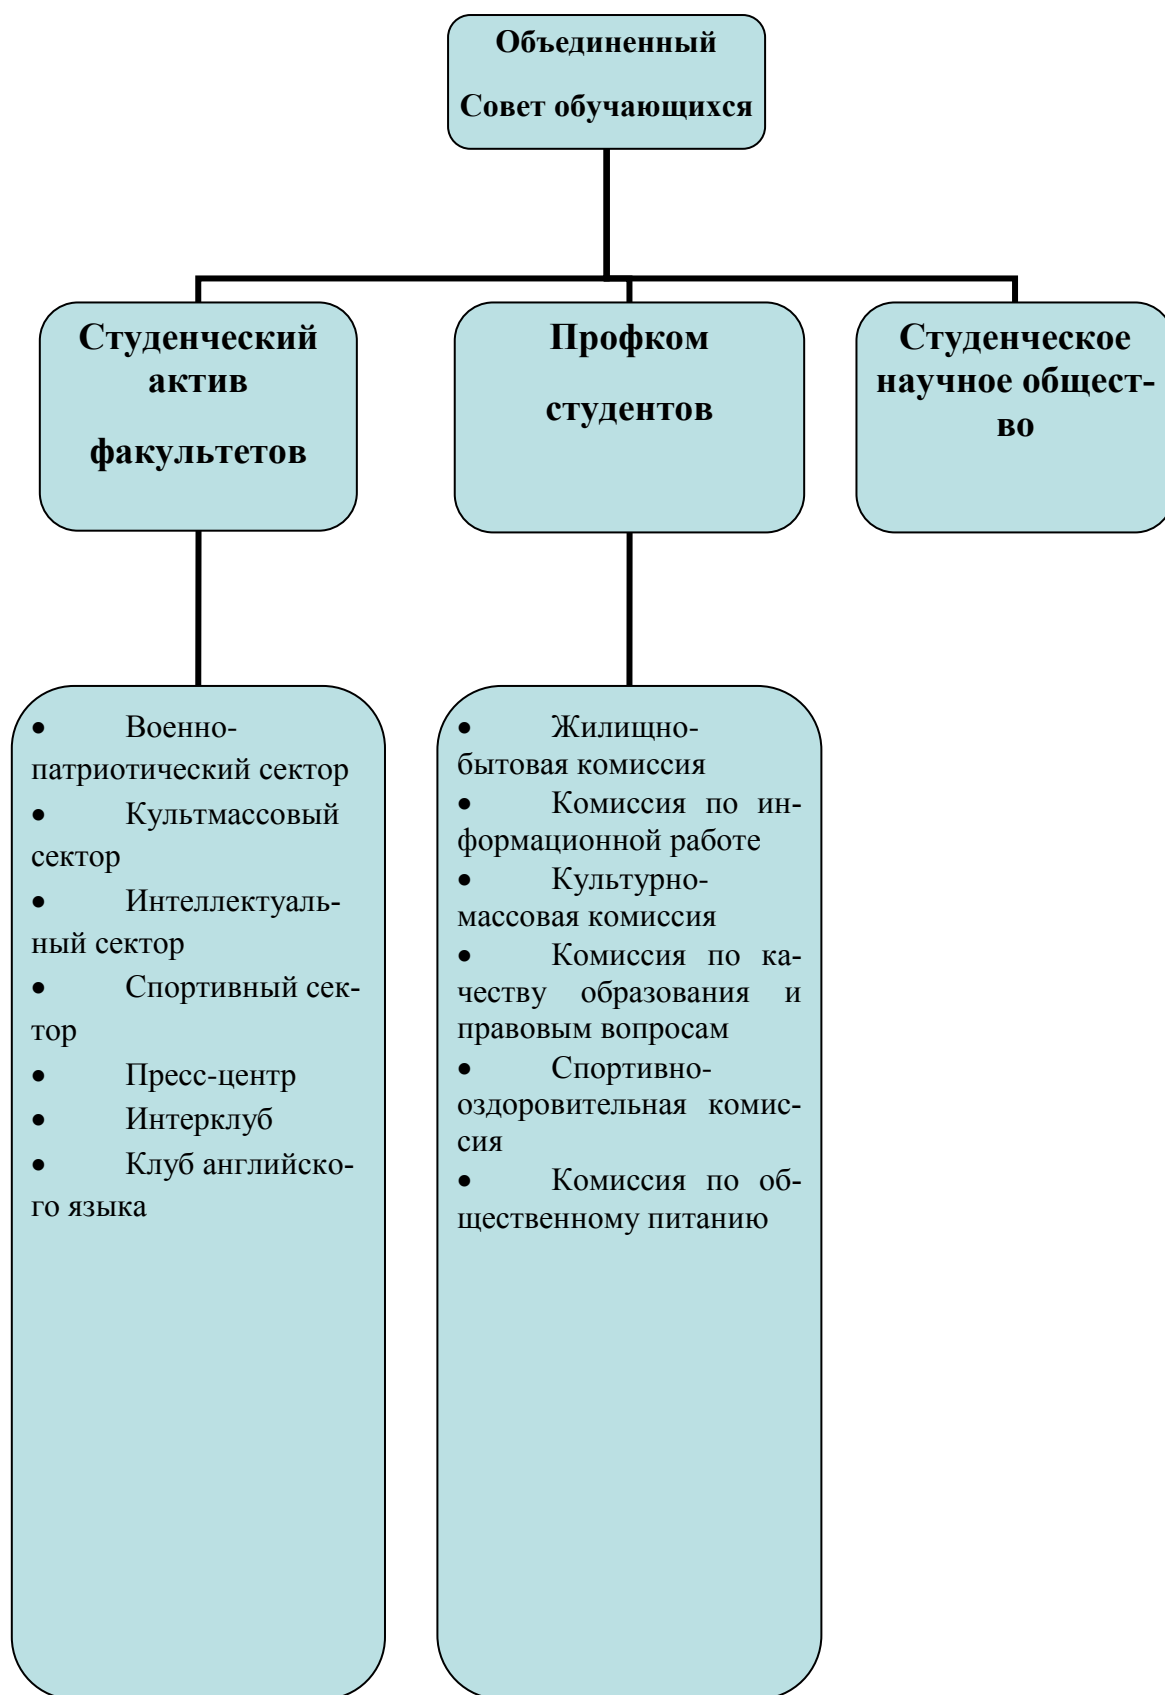 Объединенный
Совет обучающихся
Студенческий
актив
факультетов
Профком
студентов
Студенческое
научное общест-
во
• Военно-
патриотический сектор
• Культмассовый
сектор
• Интеллектуаль-
ный сектор
• Спортивный сек-
тор
• Пресс-центр
• Интерклуб
• Клуб английско-
го языка
• Жилищно-
бытовая комиссия
• Комиссия по ин-
формационной работе
• Культурно-
массовая комиссия
• Комиссия по ка-
честву образования и
правовым вопросам
• Спортивно-
оздоровительная комис-
сия
• Комиссия по об-
щественному питанию